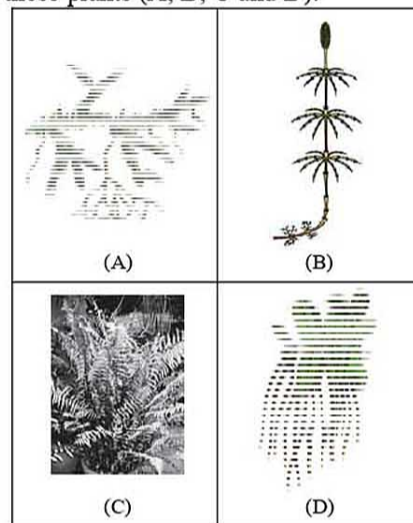 these plants (A, B, C and D).
(A)
(B)
(C)
(D)